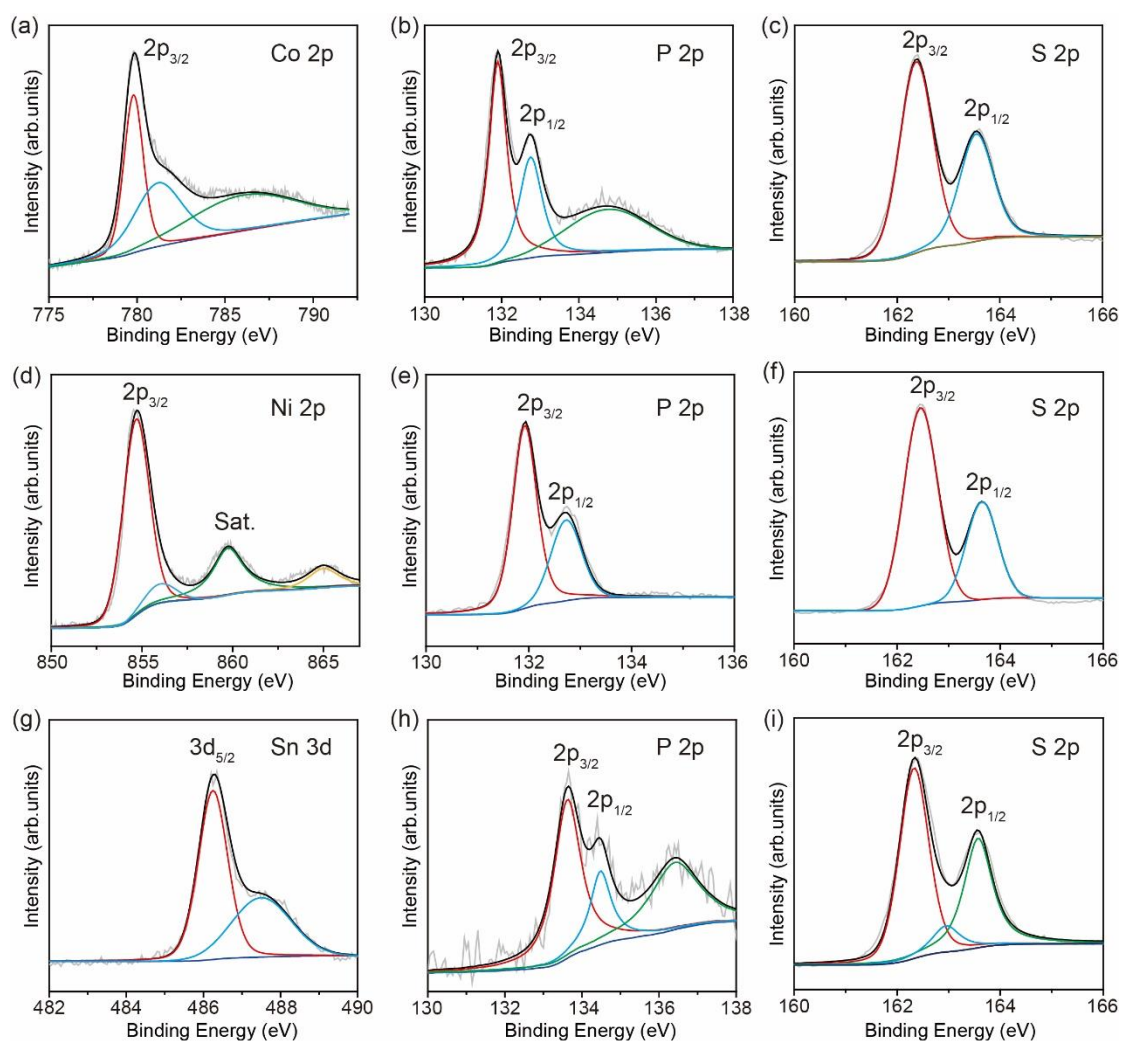 (a)
2p3/2
Co 2p
Intensity (arb.units)
775 780 785 790
Binding Energy (eV)
(b)
2p3/2
P 2p
2p1/2
Intensity (arb.units)
130 132 134 136 138
Binding Energy (eV)
(c)
2p3/2
S 2p
2p1/2
Intensity (arb.units)
160 162 164 166
Binding Energy (eV)
(d)
2p3/2
Ni 2p
Sat.
Intensity (arb.units)
850 855 860 865
Binding Energy (eV)
(e)
P 2p
2p3/2
2p1/2
Intensity (arb.units)
130 132 134 136
Binding Energy (eV)
(f)
2p3/2
S 2p
2p1/2
Intensity (arb.units)
160 162 164 166
Binding Energy (eV)
(g)
3d5/2
Sn 3d
Intensity (arb.units)
482 484 486 488 490
Binding Energy (eV)
(h)
P 2p
2p3/2
2p1/2
Intensity (arb.units)
130 132 134 136 138
Binding Energy (eV)
(i)
2p3/2
S 2p
2p1/2
Intensity (arb.units)
160 162 164 166
Binding Energy (eV)